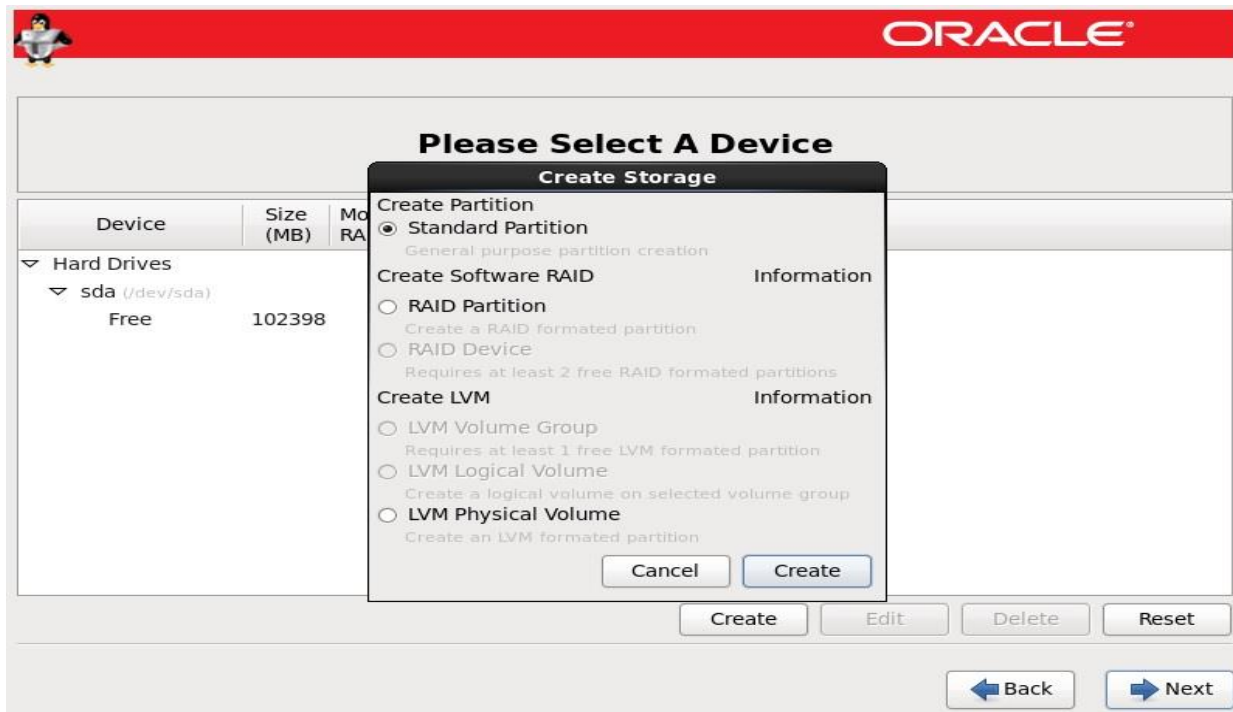 ORACLE
Please Select A Device
Create Storage
Device
Size
(MB)
Mo
RA
Create Partition
Standard Partition
General purpose partition creation
Hard Drives
Create Software RAID Information
sda (/dev/sda)
RAID Partition
Free 102398
Create a RAID formated partition
RAID Device
Requires at least 2 free RAID formated partitions
Create LVM Information
LVM Volume Group
Requires at least 1 free LVM formated partition
LVM Logical Volume
Create a logical volume on selected volume group
LVM Physical Volume
Create an LVM formated partition
Cancel Create
Create Edit Delete Reset
Back Next